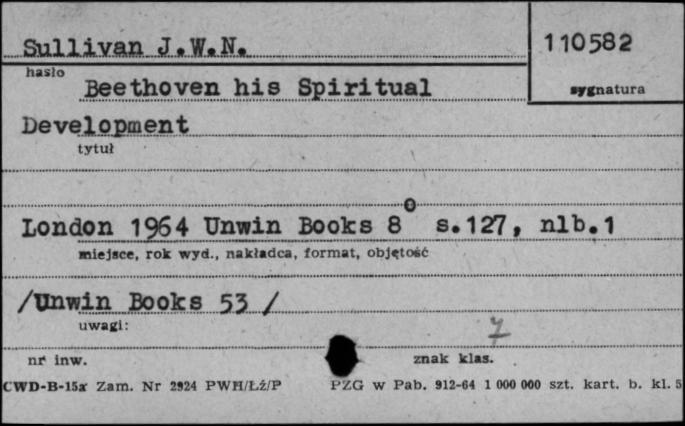 Sullivan J.W.N.
110582
hasło
sygnatura
Beethoven his Spiritual
Development
tytuł
London 1964 Unwin Books 8° s.127, nlb.1
miejsce, rok wyd., nakładca, format, objętość
/Unwin Books 53 /
uwagi:
7
nr inw.
znak klas.
CWD-B-15a Zam. Nr 2924 PWH/Łź/P PZG w Pab. 912-64 1 000 000 szt. kart. b. kl. 5